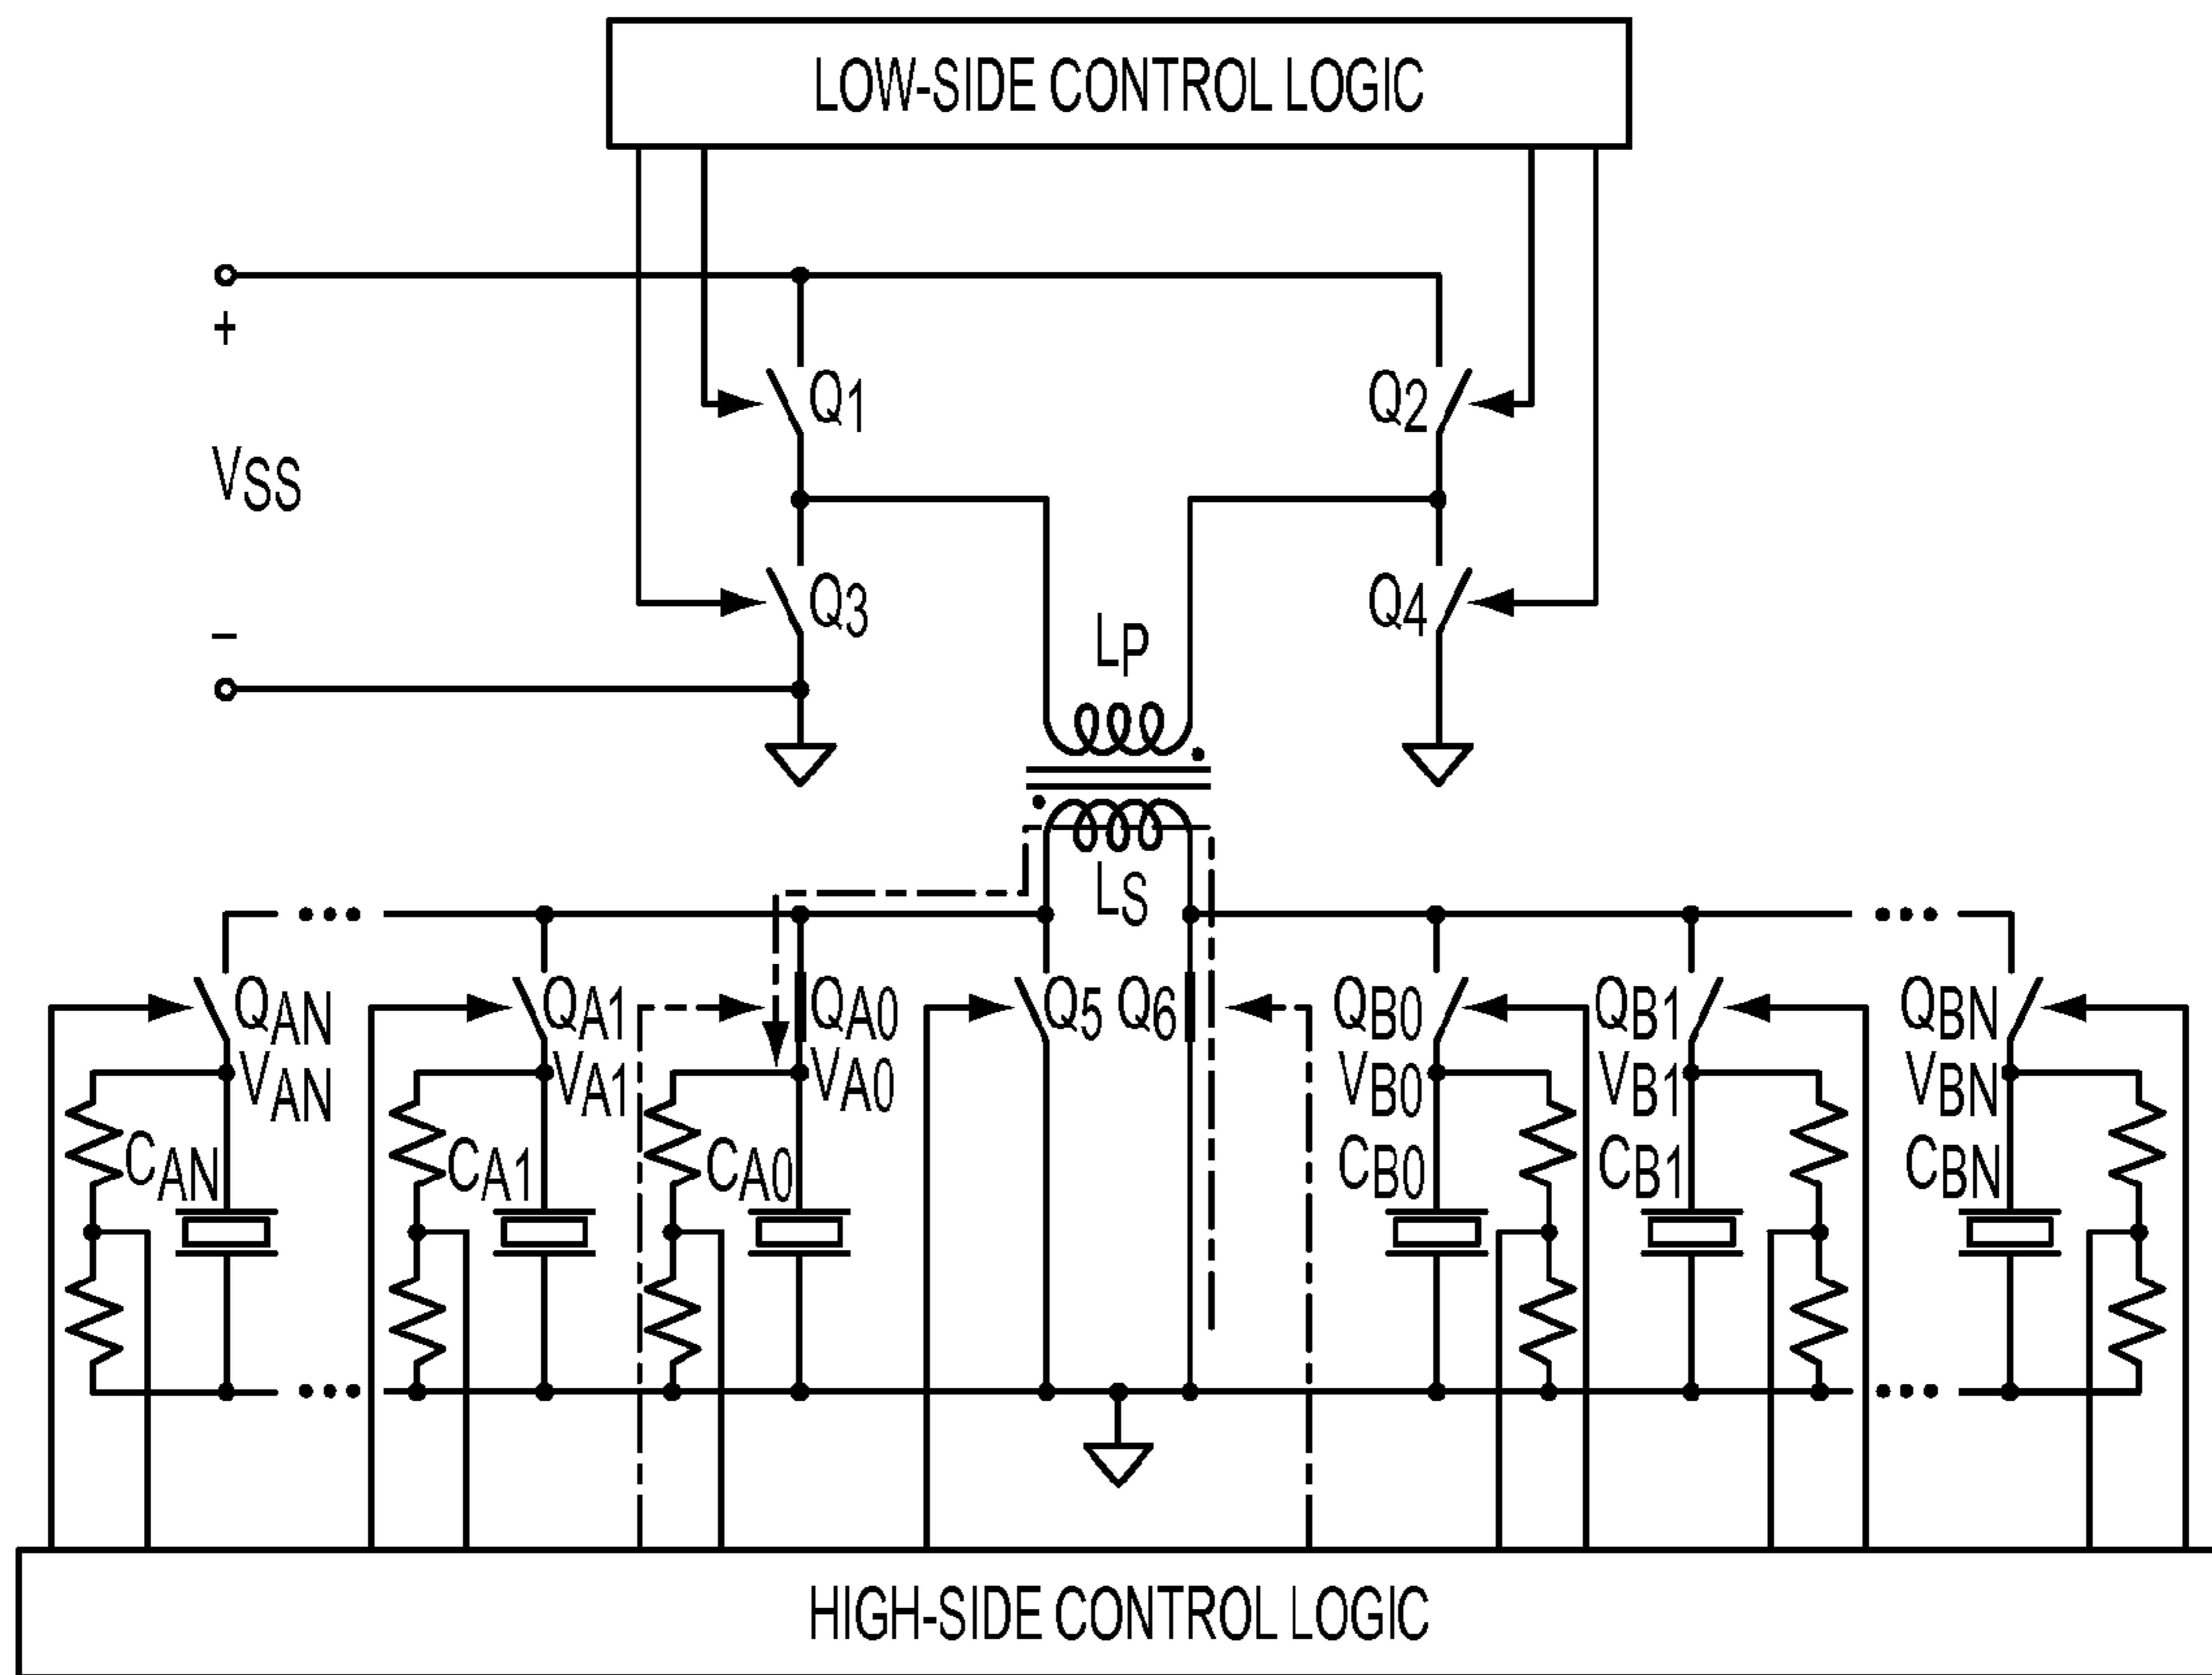 LOW-SIDE CONTROL LOGIC
+
Q1
Q2
VSS
Q3
Q4
–
LP
LS
QAN
QA1
QA0
Q5
Q6
QB0
QB1
QBN
VAN
VA1
VA0
VB0
VB1
VBN
CAN
CA1
CA0
CB0
CB1
CBN
HIGH-SIDE CONTROL LOGIC